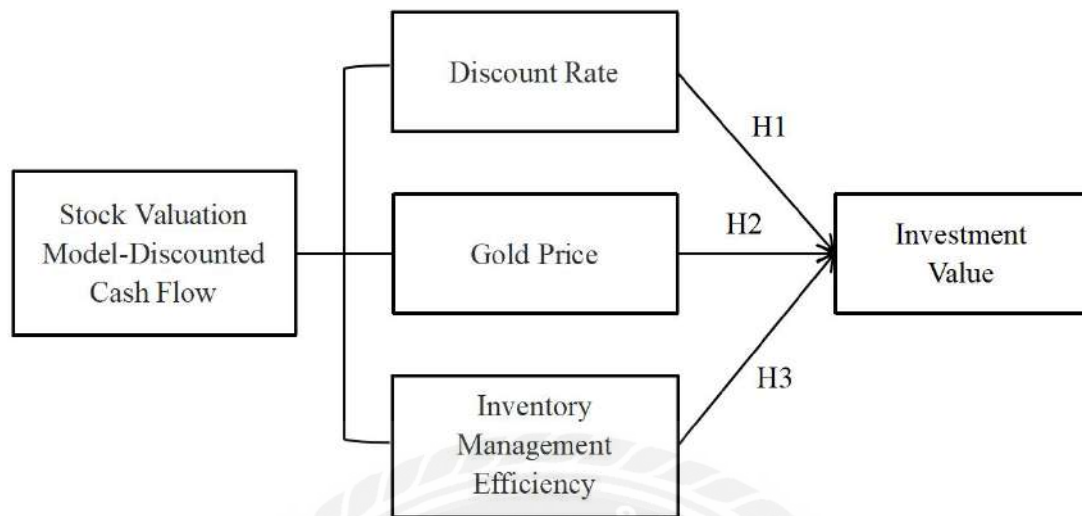 Discount Rate
H1
Stock Valuation
Model-Discounted
Cash Flow
Gold Price
H2
Investment
Value
H3
Inventory
Management
Efficiency